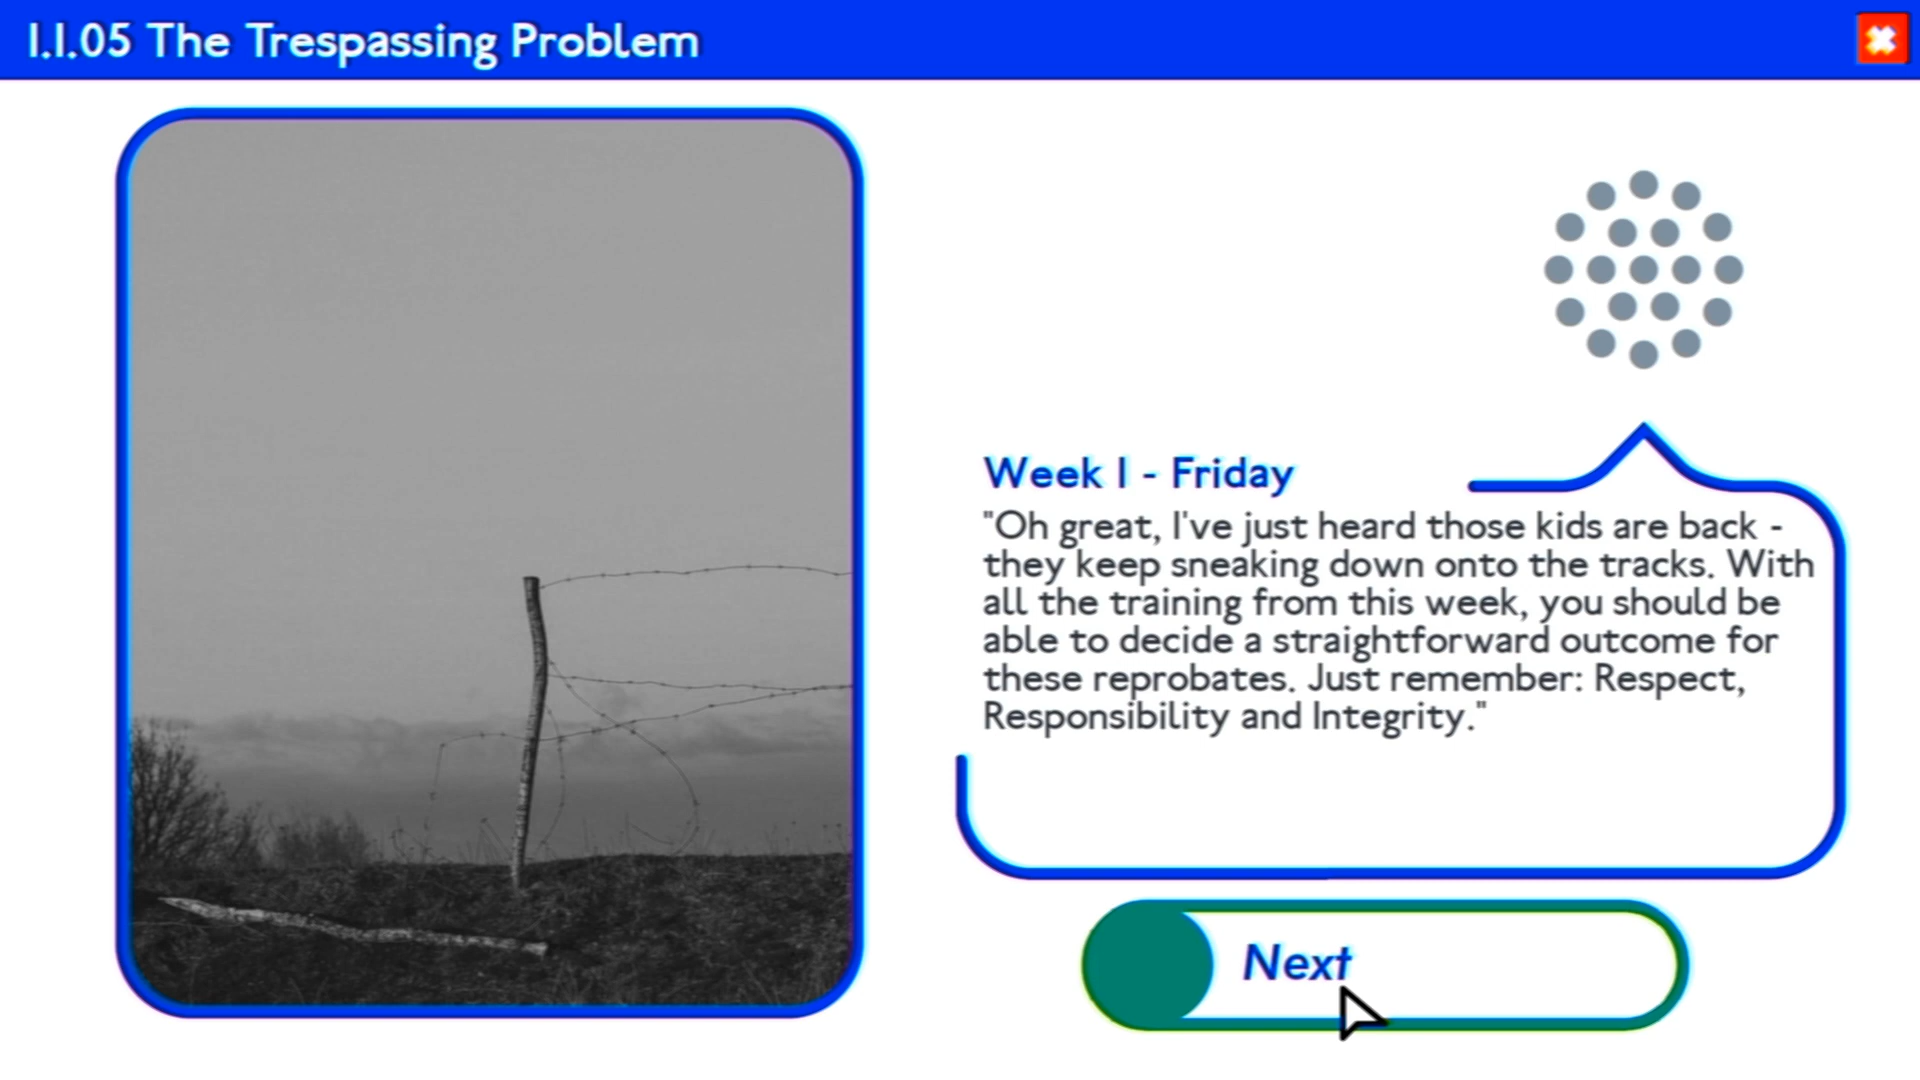 1.1.05 The Trespassing Problem
Week 1 - Friday
"Oh great, I've just heard those kids are back -
they keep sneaking down onto the tracks. With
all the training from this week, you should be
able to decide a straightforward outcome for
these reprobates. Just remember: Respect,
Responsibility and Integrity."
Next